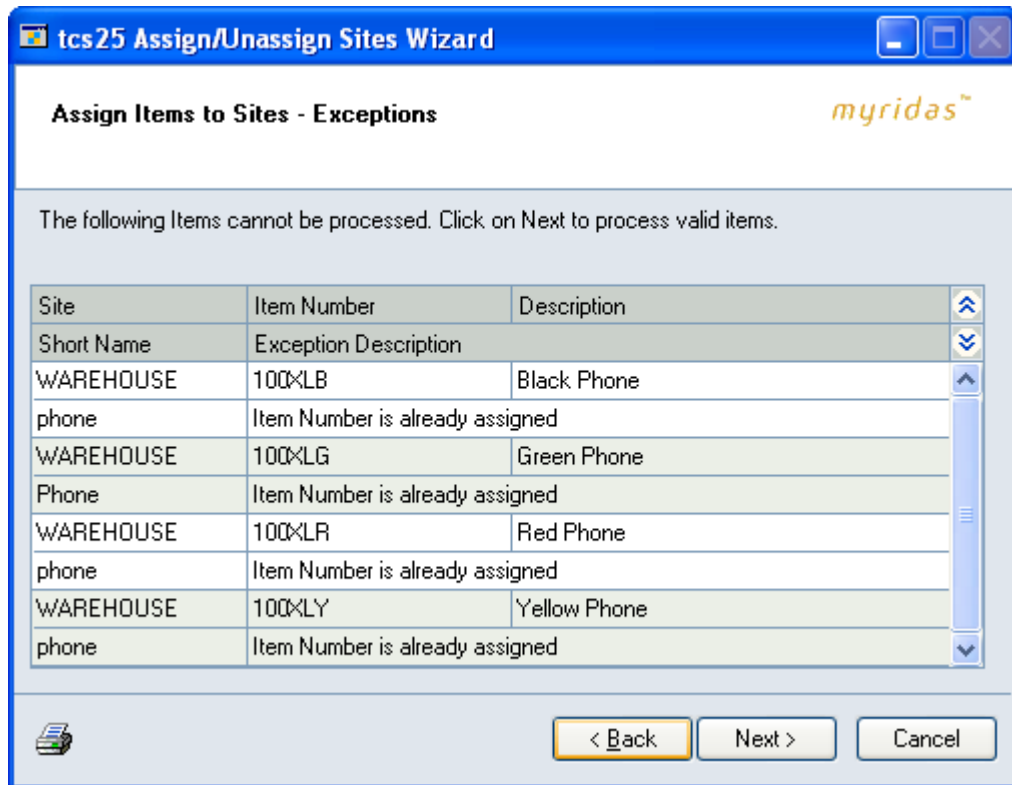 tcs25 Assign/Unassign Sites Wizard
Assign Items to Sites - Exceptions
myridas™
The following Items cannot be processed. Click on Next to process valid items.
Site Item Number Description
Short Name Exception Description
WAREHOUSE 100XLB Black Phone
phone Item Number is already assigned
WAREHOUSE 100XLG Green Phone
Phone Item Number is already assigned
WAREHOUSE 100XLR Red Phone
phone Item Number is already assigned
WAREHOUSE 100XLY Yellow Phone
phone Item Number is already assigned
< Back Next > Cancel